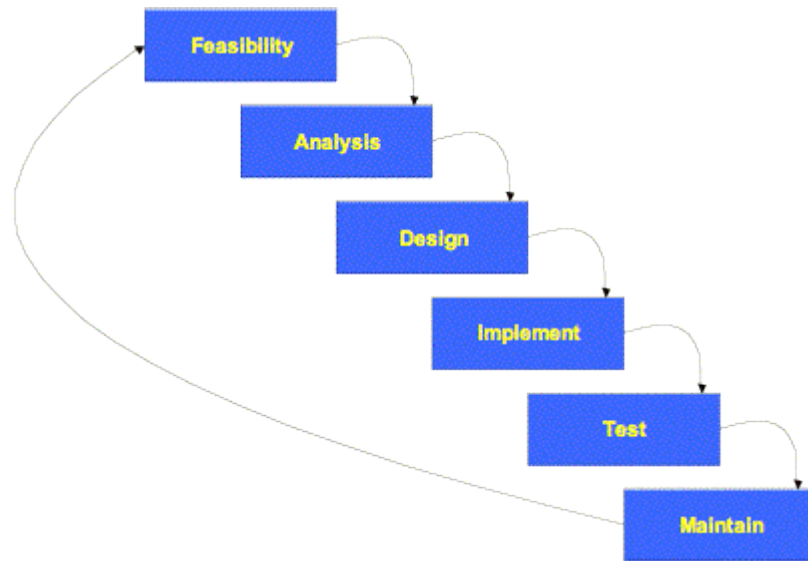 Feasibility
Analysis
Design
Implement
Test
Maintain